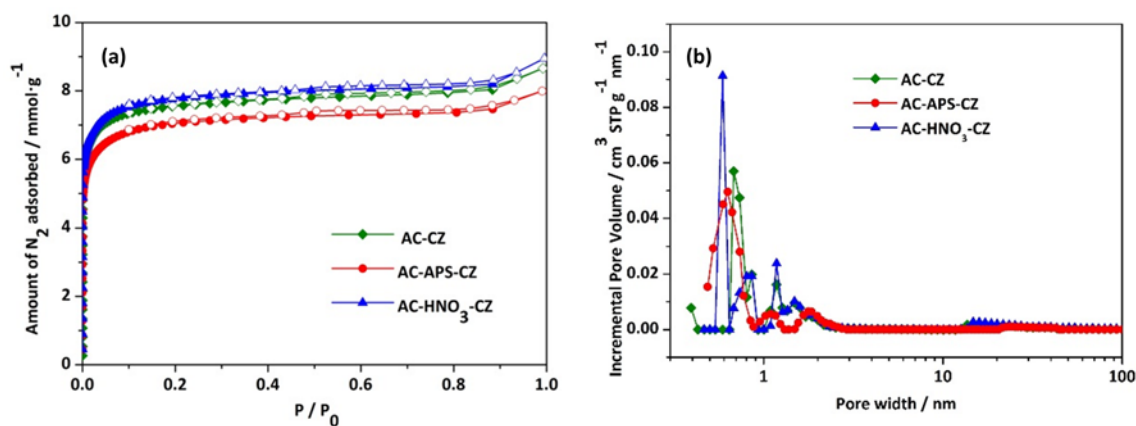 (a)
10
8
6
4
2
0
Amount of N2 adsorbed / mmol·g-1
AC-CZ
AC-APS-CZ
AC-HNO3-CZ
0.0 0.2 0.4 0.6 0.8 1.0
P / P0
(b)
0.10
0.08
0.06
0.04
0.02
0.00
Incremental Pore Volume / cm3 STP g-1 nm-1
AC-CZ
AC-APS-CZ
AC-HNO3-CZ
1 10 100
Pore width / nm